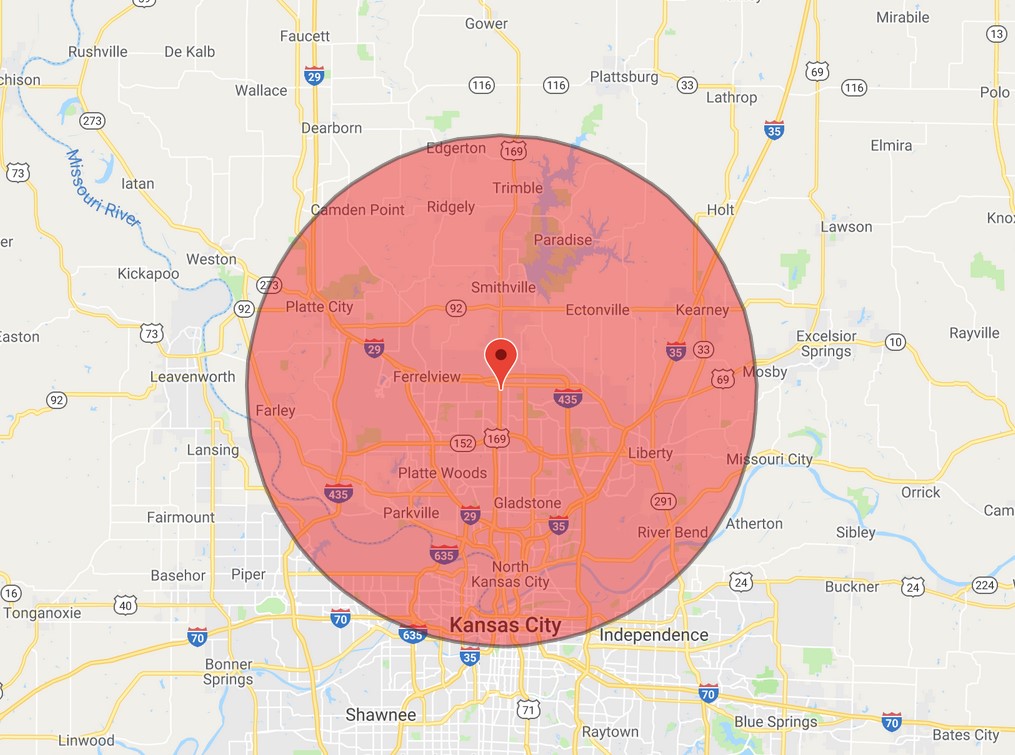 Gower
Mirabile
Faucett
13
Rushville
De Kalb
29
69
chison
Plattsburg
116
116
33
116
Wallace
Lathrop
Polo
273
Dearborn
35
Elmira
Edgerton
169
73
Missouri River
Iatan
Trimble
Camden Point
Ridgely
Holt
Kno
Lawson
er
Paradise
Weston
Kickapoo
273
Smithville
92
Platte City
92
Ectonville
Kearney
73
Easton
Excelsior
Springs
Rayville
10
29
35
33
Mosby
Leavenworth
Ferrelview
69
92
435
Farley
169
152
Lansing
Liberty
Missouri City
Platte Woods
435
Orrick
Gladstone
291
Cam
Parkville
29
35
Fairmount
Atherton
River Bend
Sibley
635
North
Kansas City
Basehor
Piper
24
Buckner
24
224
16
Tonganoxie
40
70
Kansas City
Independence
70
635
35
Bonner
Springs
70
71
Shawnee
Blue Springs
70
Raytown
Bates City
Linwood